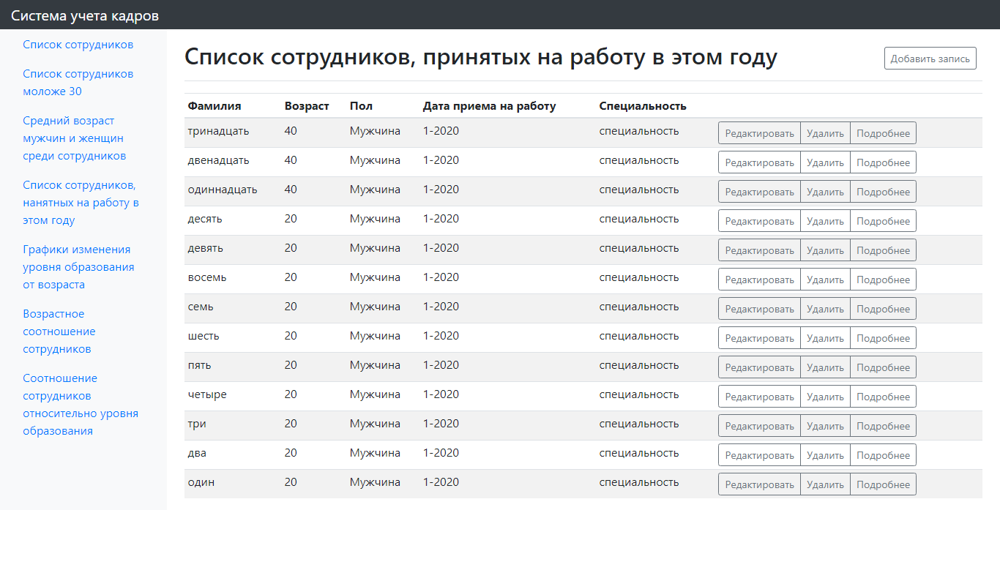 Система учета кадров
Список сотрудников
Список сотрудников
моложе 30
Средний возраст
мужчин и женщин
среди сотрудников
Список сотрудников,
нанятных на работу в
этом году
Графики изменения
уровня образования
от возраста
Возрастное
соотношение
сотрудников
Соотношение
сотрудников
относительно уровня
образования
Список сотрудников, принятых на работу в этом году
Добавить запись
Фамилия Возраст Пол Дата приема на работу Специальность
тринадцать 40 Мужчина 1-2020 специальность Редактировать Удалить Подробнее
двенадцать 40 Мужчина 1-2020 специальность Редактировать Удалить Подробнее
одиннадцать 40 Мужчина 1-2020 специальность Редактировать Удалить Подробнее
десять 20 Мужчина 1-2020 специальность Редактировать Удалить Подробнее
девять 20 Мужчина 1-2020 специальность Редактировать Удалить Подробнее
восемь 20 Мужчина 1-2020 специальность Редактировать Удалить Подробнее
семь 20 Мужчина 1-2020 специальность Редактировать Удалить Подробнее
шесть 20 Мужчина 1-2020 специальность Редактировать Удалить Подробнее
пять 20 Мужчина 1-2020 специальность Редактировать Удалить Подробнее
четыре 20 Мужчина 1-2020 специальность Редактировать Удалить Подробнее
три 20 Мужчина 1-2020 специальность Редактировать Удалить Подробнее
два 20 Мужчина 1-2020 специальность Редактировать Удалить Подробнее
один 20 Мужчина 1-2020 специальность Редактировать Удалить Подробнее